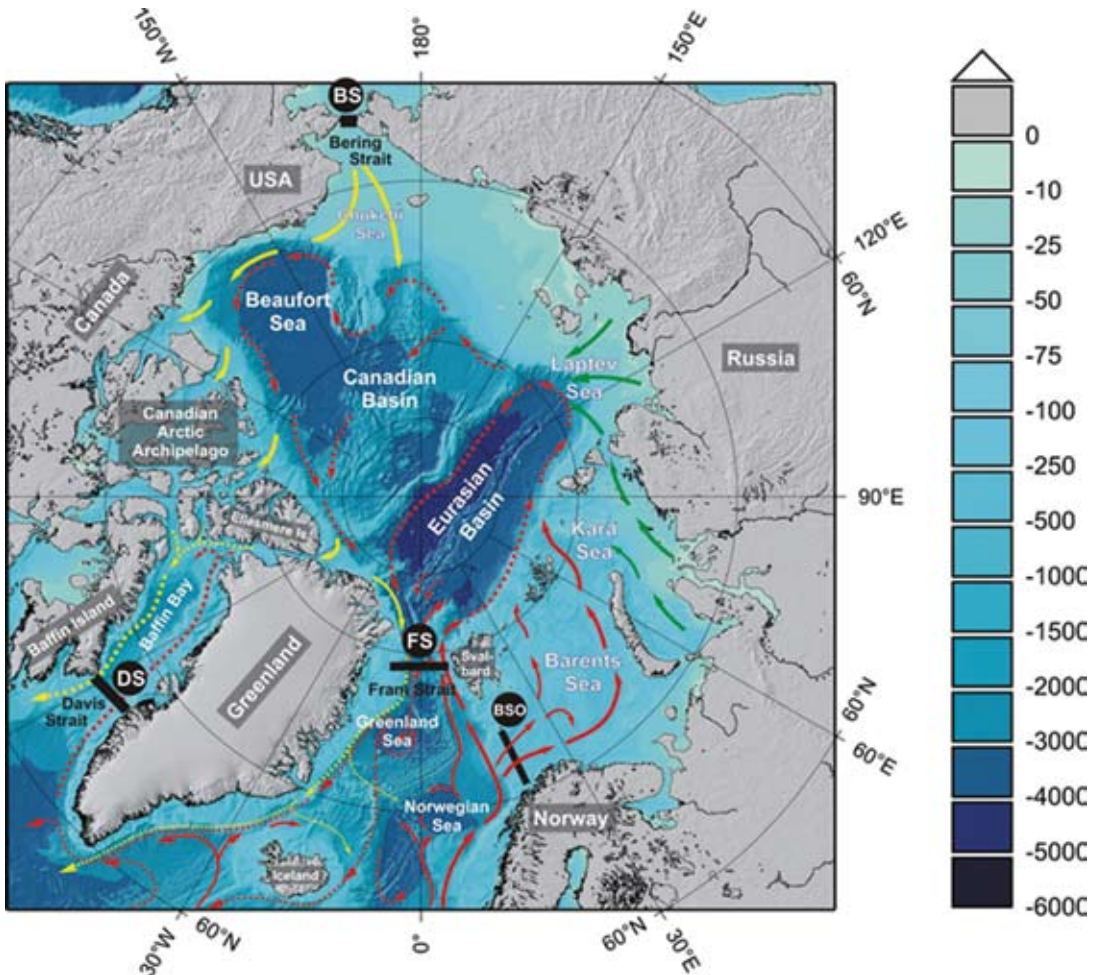 150°W
180°
150°E
BS
Bering
Strait
USA
Chukchi
Sea
120°E
60°N
Canada
Beaufort
Sea
Canadian
Basin
Laptev
Sea
Russia
Canadian
Arctic
Archipelago
Eurasian
Basin
90°E
Kara
Sea
Ellesmere Is.
Baffin Bay
Baffin Island
FS
Sval-
bard
Fram Strait
Barents
Sea
DS
Davis
Strait
Greenland
BSO
Greenland
Sea
60°N
60°E
Norwegian
Sea
Norway
Iceland
30°W
60°N
0°
60°N
30°E
0
-10
-25
-50
-75
-100
-250
-500
-1000
-1500
-2000
-3000
-4000
-5000
-6000